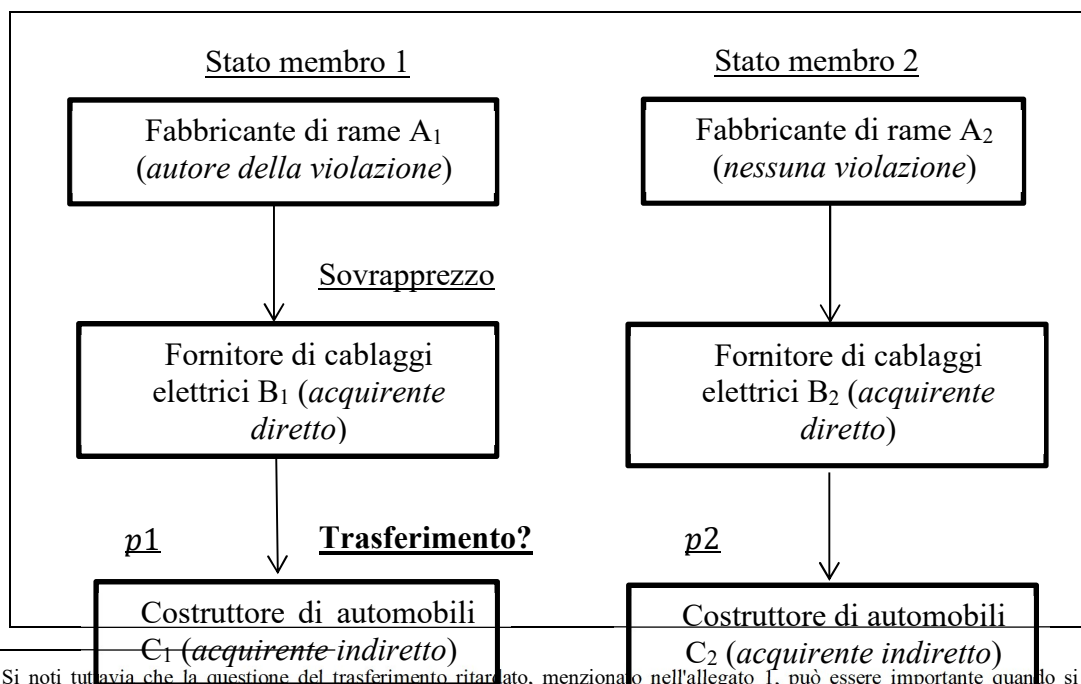 Stato membro 1
Stato membro 2
Fabbricante di rame A₁
(autore della violazione)
Fabbricante di rame A₂
(nessuna violazione)
Sovrapprezzo
Fornitore di cablaggi
elettrici B₁ (acquirente
diretto)
Fornitore di cablaggi
elettrici B₂ (acquirente
diretto)
p1
Trasferimento?
p2
Costruttore di automobili
C₁ (acquirente indiretto)
Costruttore di automobili
C₂ (acquirente indiretto)
Si noti tuttavia che la questione del trasferimento ritardato, menzionato nell'allegato 1, può essere importante quando si